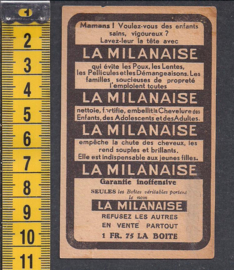 Mamans! Voulez-vous des enfants
sains, vigoureux ?
Lavez-leur la tête avec
LA MILANAISE
qui évite les Poux, les Lentes,
les Pellicules et les Démangeaisons. Les
familles soucieuses de propreté
l'emploient toutes
LA MILANAISE
nettoie, fortifie, embellit la Chevelure des
Enfants, des Adolescents et des Adultes.
LA MILANAISE
empêche la chute des cheveux, les
rend souples et brillants.
Elle est indispensable aux jeunes filles.
LA MILANAISE
Garantie inoffensive
SEULES les Boîtes véritables portent
le nom
LA MILANAISE
REFUSEZ LES AUTRES
EN VENTE PARTOUT
1 FR. 75 LA BOITE
2
3
4
5
6
7
8
9
10
11